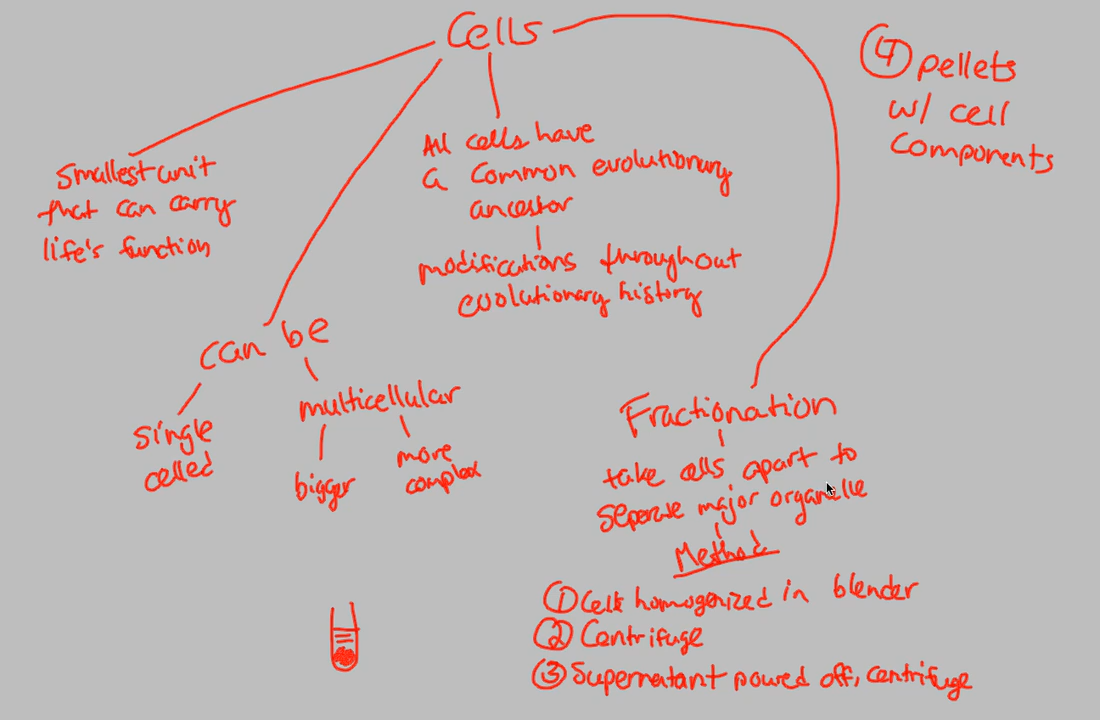 Cells
Smallest unit
that can carry
life's function
can be
single
celled
multicellular
bigger
more
complex
All cells have
a common evolutionary
ancestor
modifications throughout
evolutionary history
Fractionation
take cells apart to
seperate major organelle
Method
① Cells homogenized in blender
② Centrifuge
③ Supernatant poured off, centrifuge
④ pellets
w/ cell
components